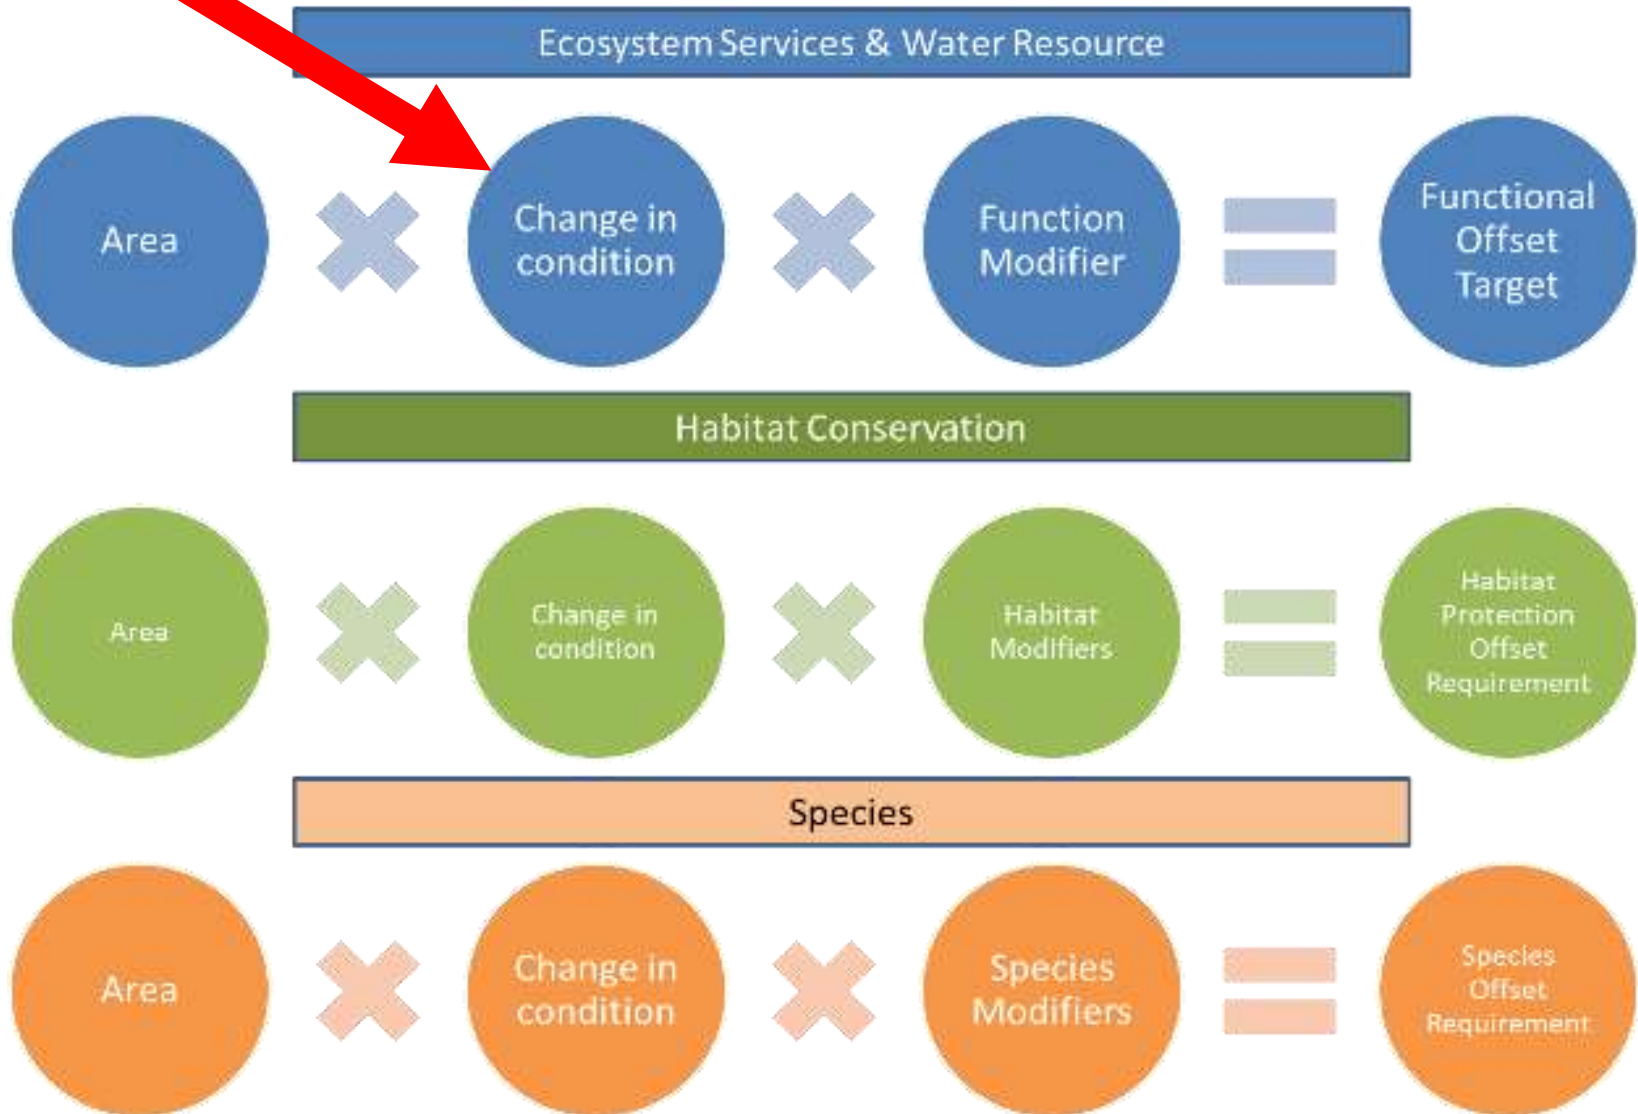 Ecosystem Services & Water Resource
Area
Change in
condition
Function
Modifier
Functional
Offset
Target
Habitat Conservation
Area
Change in
condition
Habitat
Modifiers
Habitat
Protection
Offset
Requirement
Species
Area
Change in
condition
Species
Modifiers
Species
Offset
Requirement